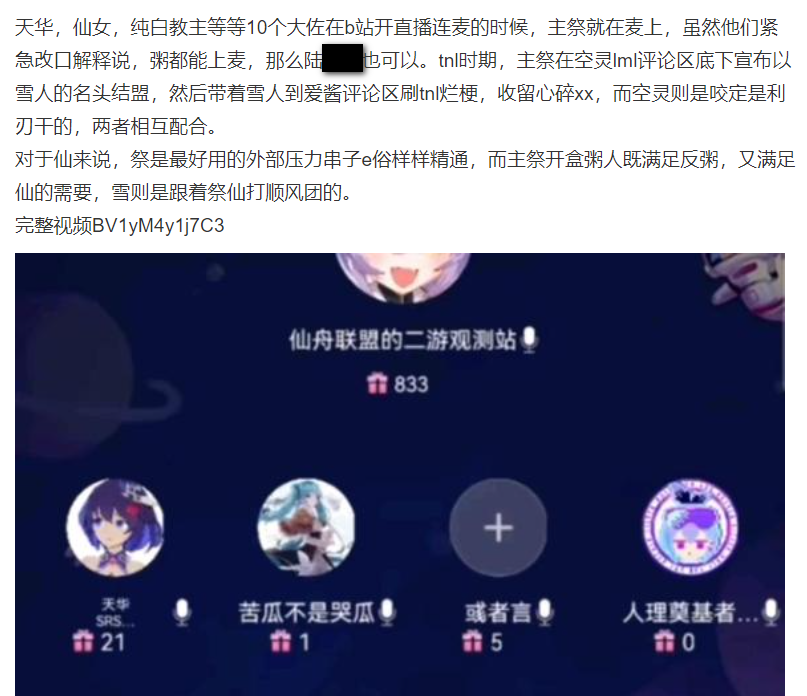 天华，仙女，纯白教主等等10个大佐在b站开直播连麦的时候，主祭就在麦上，虽然他们紧
急改口解释说，粥都能上麦，那么陆也可以。tnl时期，主祭在空灵lml评论区底下宣布以
雪人的名头结盟，然后带着雪人到爱酱评论区刷tnl烂梗，收留心碎xx，而空灵则是咬定是利
刃干的，两者相互配合。
对于仙来说，祭是最好用的外部压力串子e俗样样精通，而主祭开盒粥人既满足反粥，又满足
仙的需要，雪则是跟着祭仙打顺风团的。
完整视频BV1yM4y1j7C3
仙舟联盟的二游观测站
833
天华
SRS...
21
苦瓜不是哭瓜
1
或者言
5
人理奠基者...
0